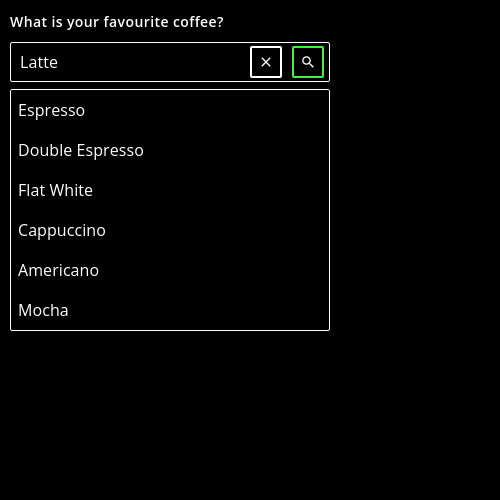 What is your favourite coffee?
Latte
Espresso
Double Espresso
Flat White
Cappuccino
Americano
Mocha